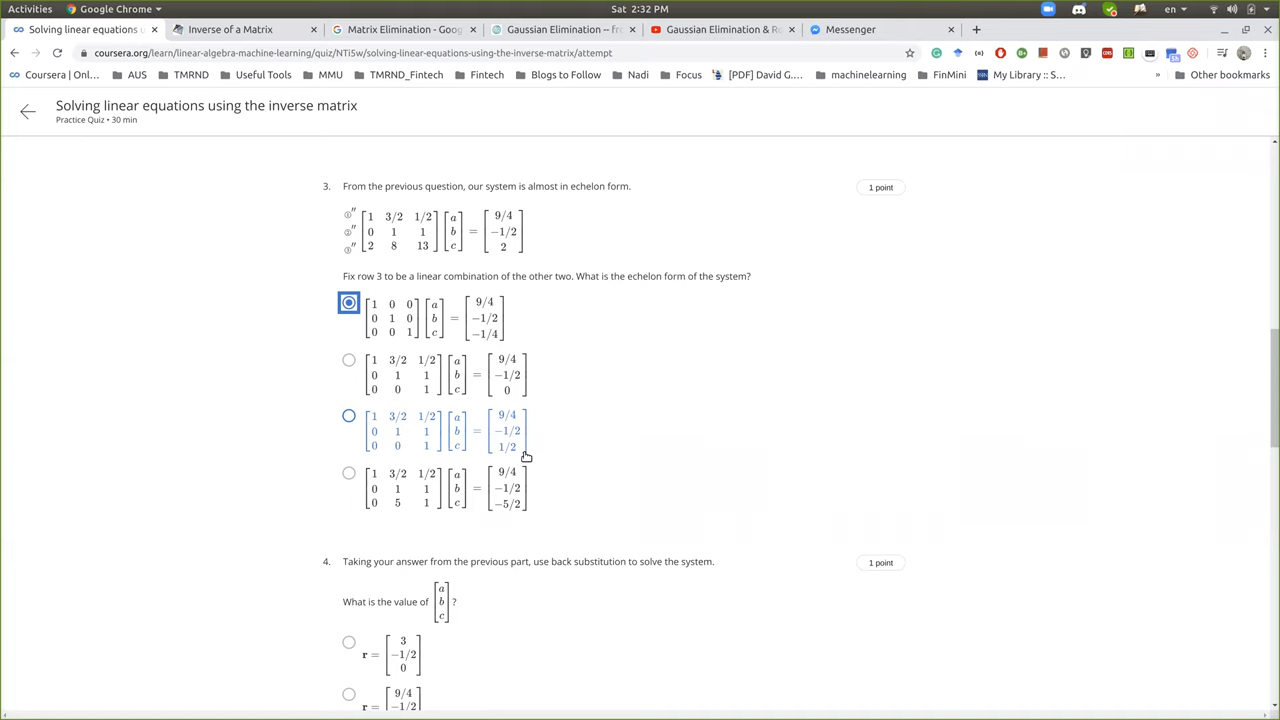 Activities Google Chrome Sat 2:32 PM en
Solving linear equations u Inverse of a Matrix Matrix Elimination - Goog Gaussian Elimination -- fro Gaussian Elimination & Ro Messenger
coursera.org/learn/linear-algebra-machine-learning/quiz/NTi5w/solving-linear-equations-using-the-inverse-matrix/attempt
Coursera | Onl… AUS TMRND Useful Tools MMU TMRND_Fintech Fintech Blogs to Follow Nadi Focus [PDF] David G.… machinelearning FinMini My Library :: S… » Other bookmarks
Solving linear equations using the inverse matrix
Practice Quiz • 30 min
3. From the previous question, our system is almost in echelon form. 1 point
①″ [1 3/2 1/2] [a] [9/4]
②″ [0 1 1] [b] = [−1/2]
③″ [2 8 13] [c] [2]
Fix row 3 to be a linear combination of the other two. What is the echelon form of the system?
[1 0 0] [a] [9/4]
[0 1 0] [b] = [−1/2]
[0 0 1] [c] [−1/4]
[1 3/2 1/2] [a] [9/4]
[0 1 1] [b] = [−1/2]
[0 0 1] [c] [0]
[1 3/2 1/2] [a] [9/4]
[0 1 1] [b] = [−1/2]
[0 0 1] [c] [1/2]
[1 3/2 1/2] [a] [9/4]
[0 1 1] [b] = [−1/2]
[0 5 1] [c] [−5/2]
4. Taking your answer from the previous part, use back substitution to solve the system. 1 point
What is the value of [a b c] ?
r = [3 −1/2 0]
r = [9/4 −1/2